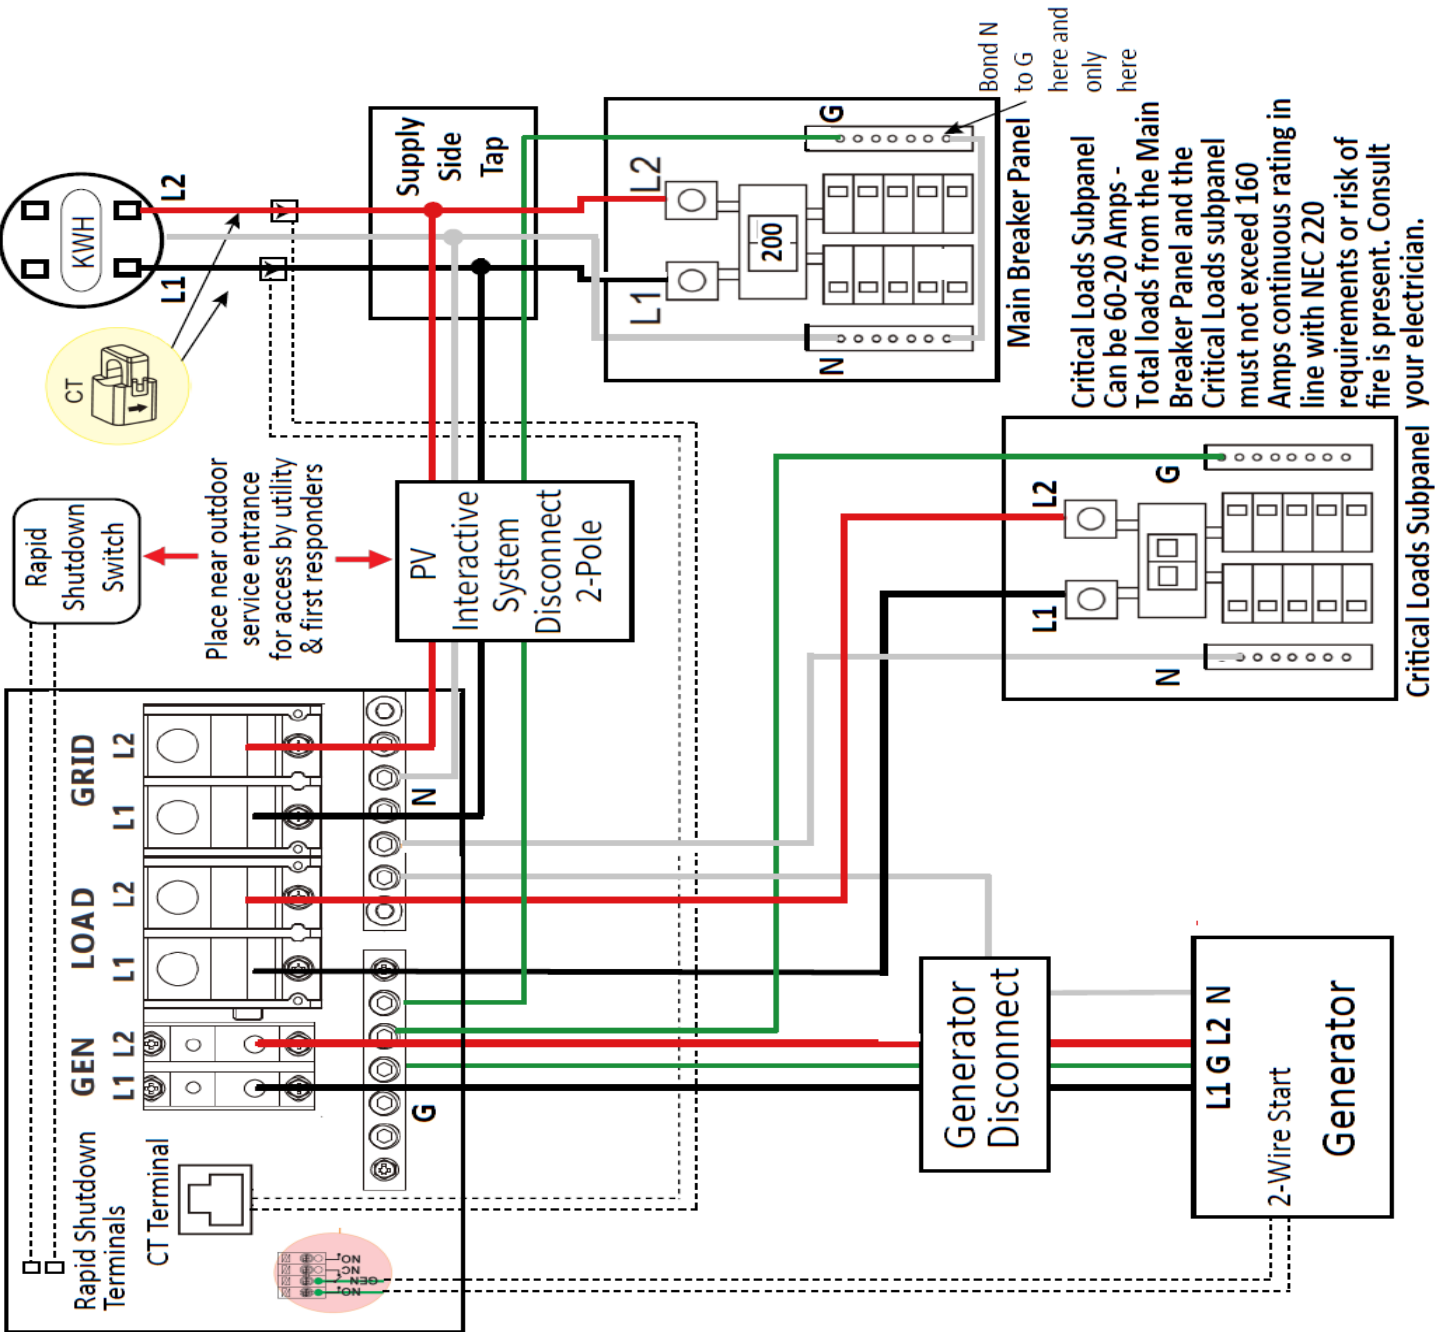 KWH
L1
L2
CT
Supply
Side
Tap
Bond N
to G
here and
only
here
L1
L2
200
N
G
Main Breaker Panel
Rapid
Shutdown
Switch
Place near outdoor
service entrance
for access by utility
& first responders
PV
Interactive
System
Disconnect
2-Pole
Critical Loads Subpanel
Can be 60-20 Amps -
Total loads from the Main
Breaker Panel and the
Critical Loads subpanel
must not exceed 160
Amps continuous rating in
line with NEC 220
requirements or risk of
fire is present. Consult
your electrician.
L1
L2
N
G
Critical Loads Subpanel
GEN
LOAD
GRID
L1
L2
L1
L2
L1
L2
N
G
Rapid Shutdown
Terminals
CT Terminal
NO
NC
GEN
NO
Generator
Disconnect
L1 G L2 N
2-Wire Start
Generator